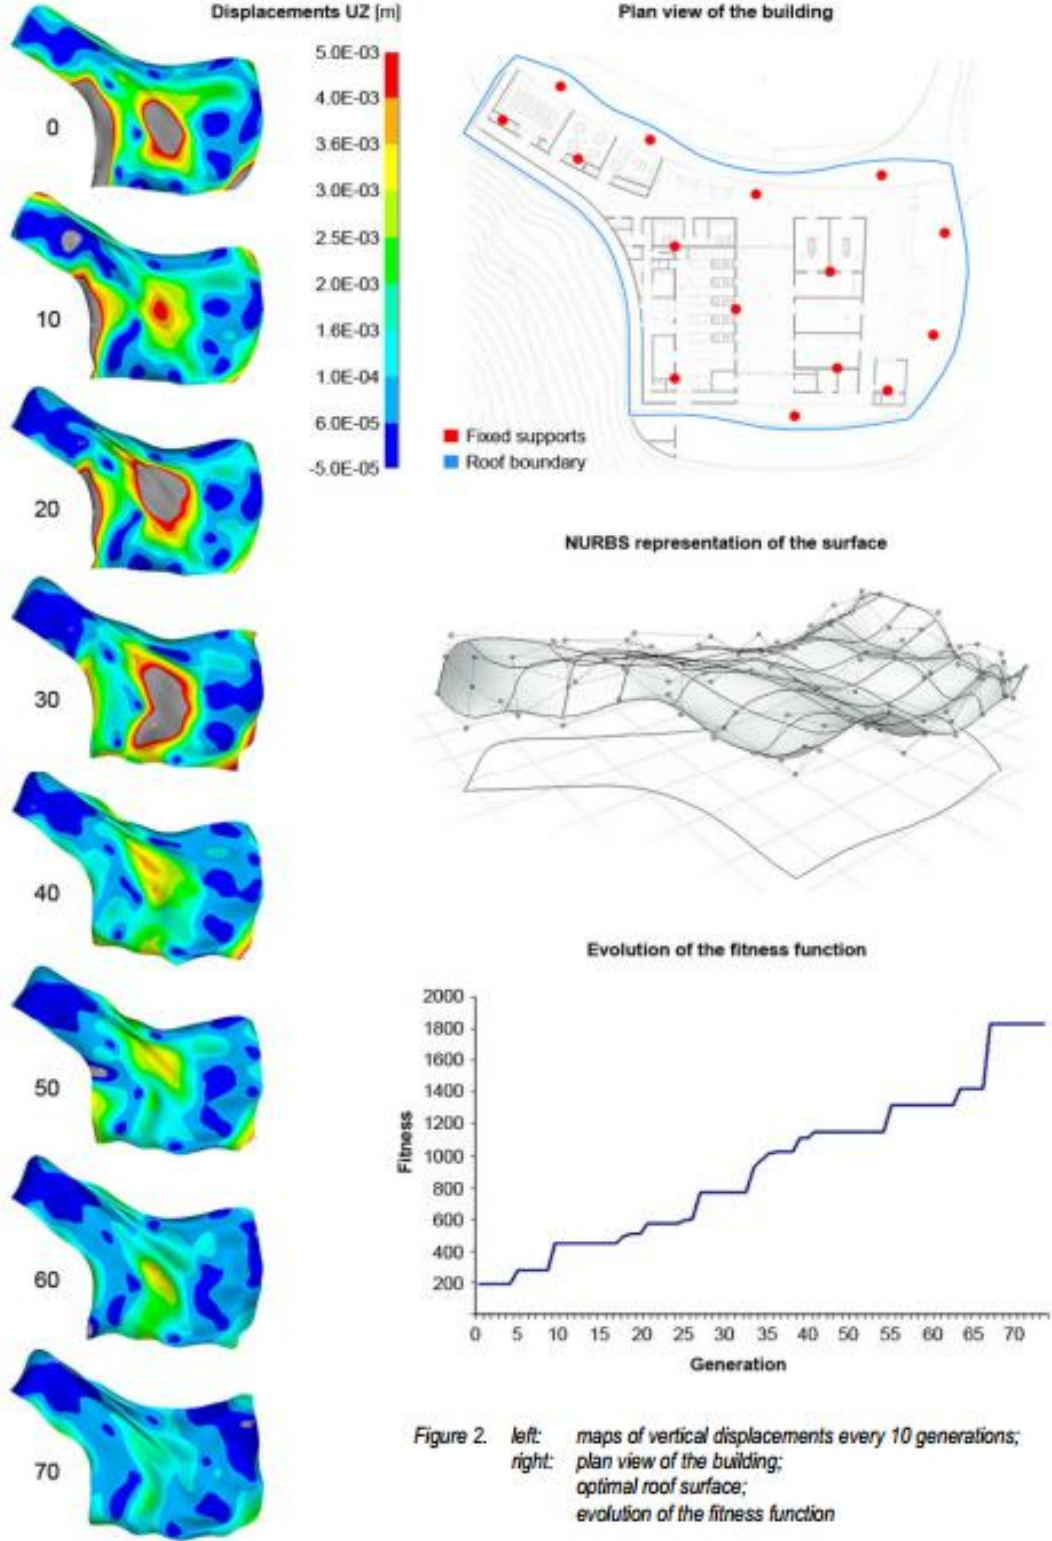 Displacements UZ [m]
5.0E-03
4.0E-03
3.6E-03
3.0E-03
2.5E-03
2.0E-03
1.6E-03
1.0E-04
6.0E-05
-5.0E-05
0
10
20
30
40
50
60
70
Plan view of the building
Fixed supports
Roof boundary
NURBS representation of the surface
Evolution of the fitness function
2000
1800
1600
1400
1200
1000
800
600
400
200
Fitness
0 5 10 15 20 25 30 35 40 45 50 55 60 65 70
Generation
Figure 2. left: maps of vertical displacements every 10 generations;
right: plan view of the building;
optimal roof surface;
evolution of the fitness function